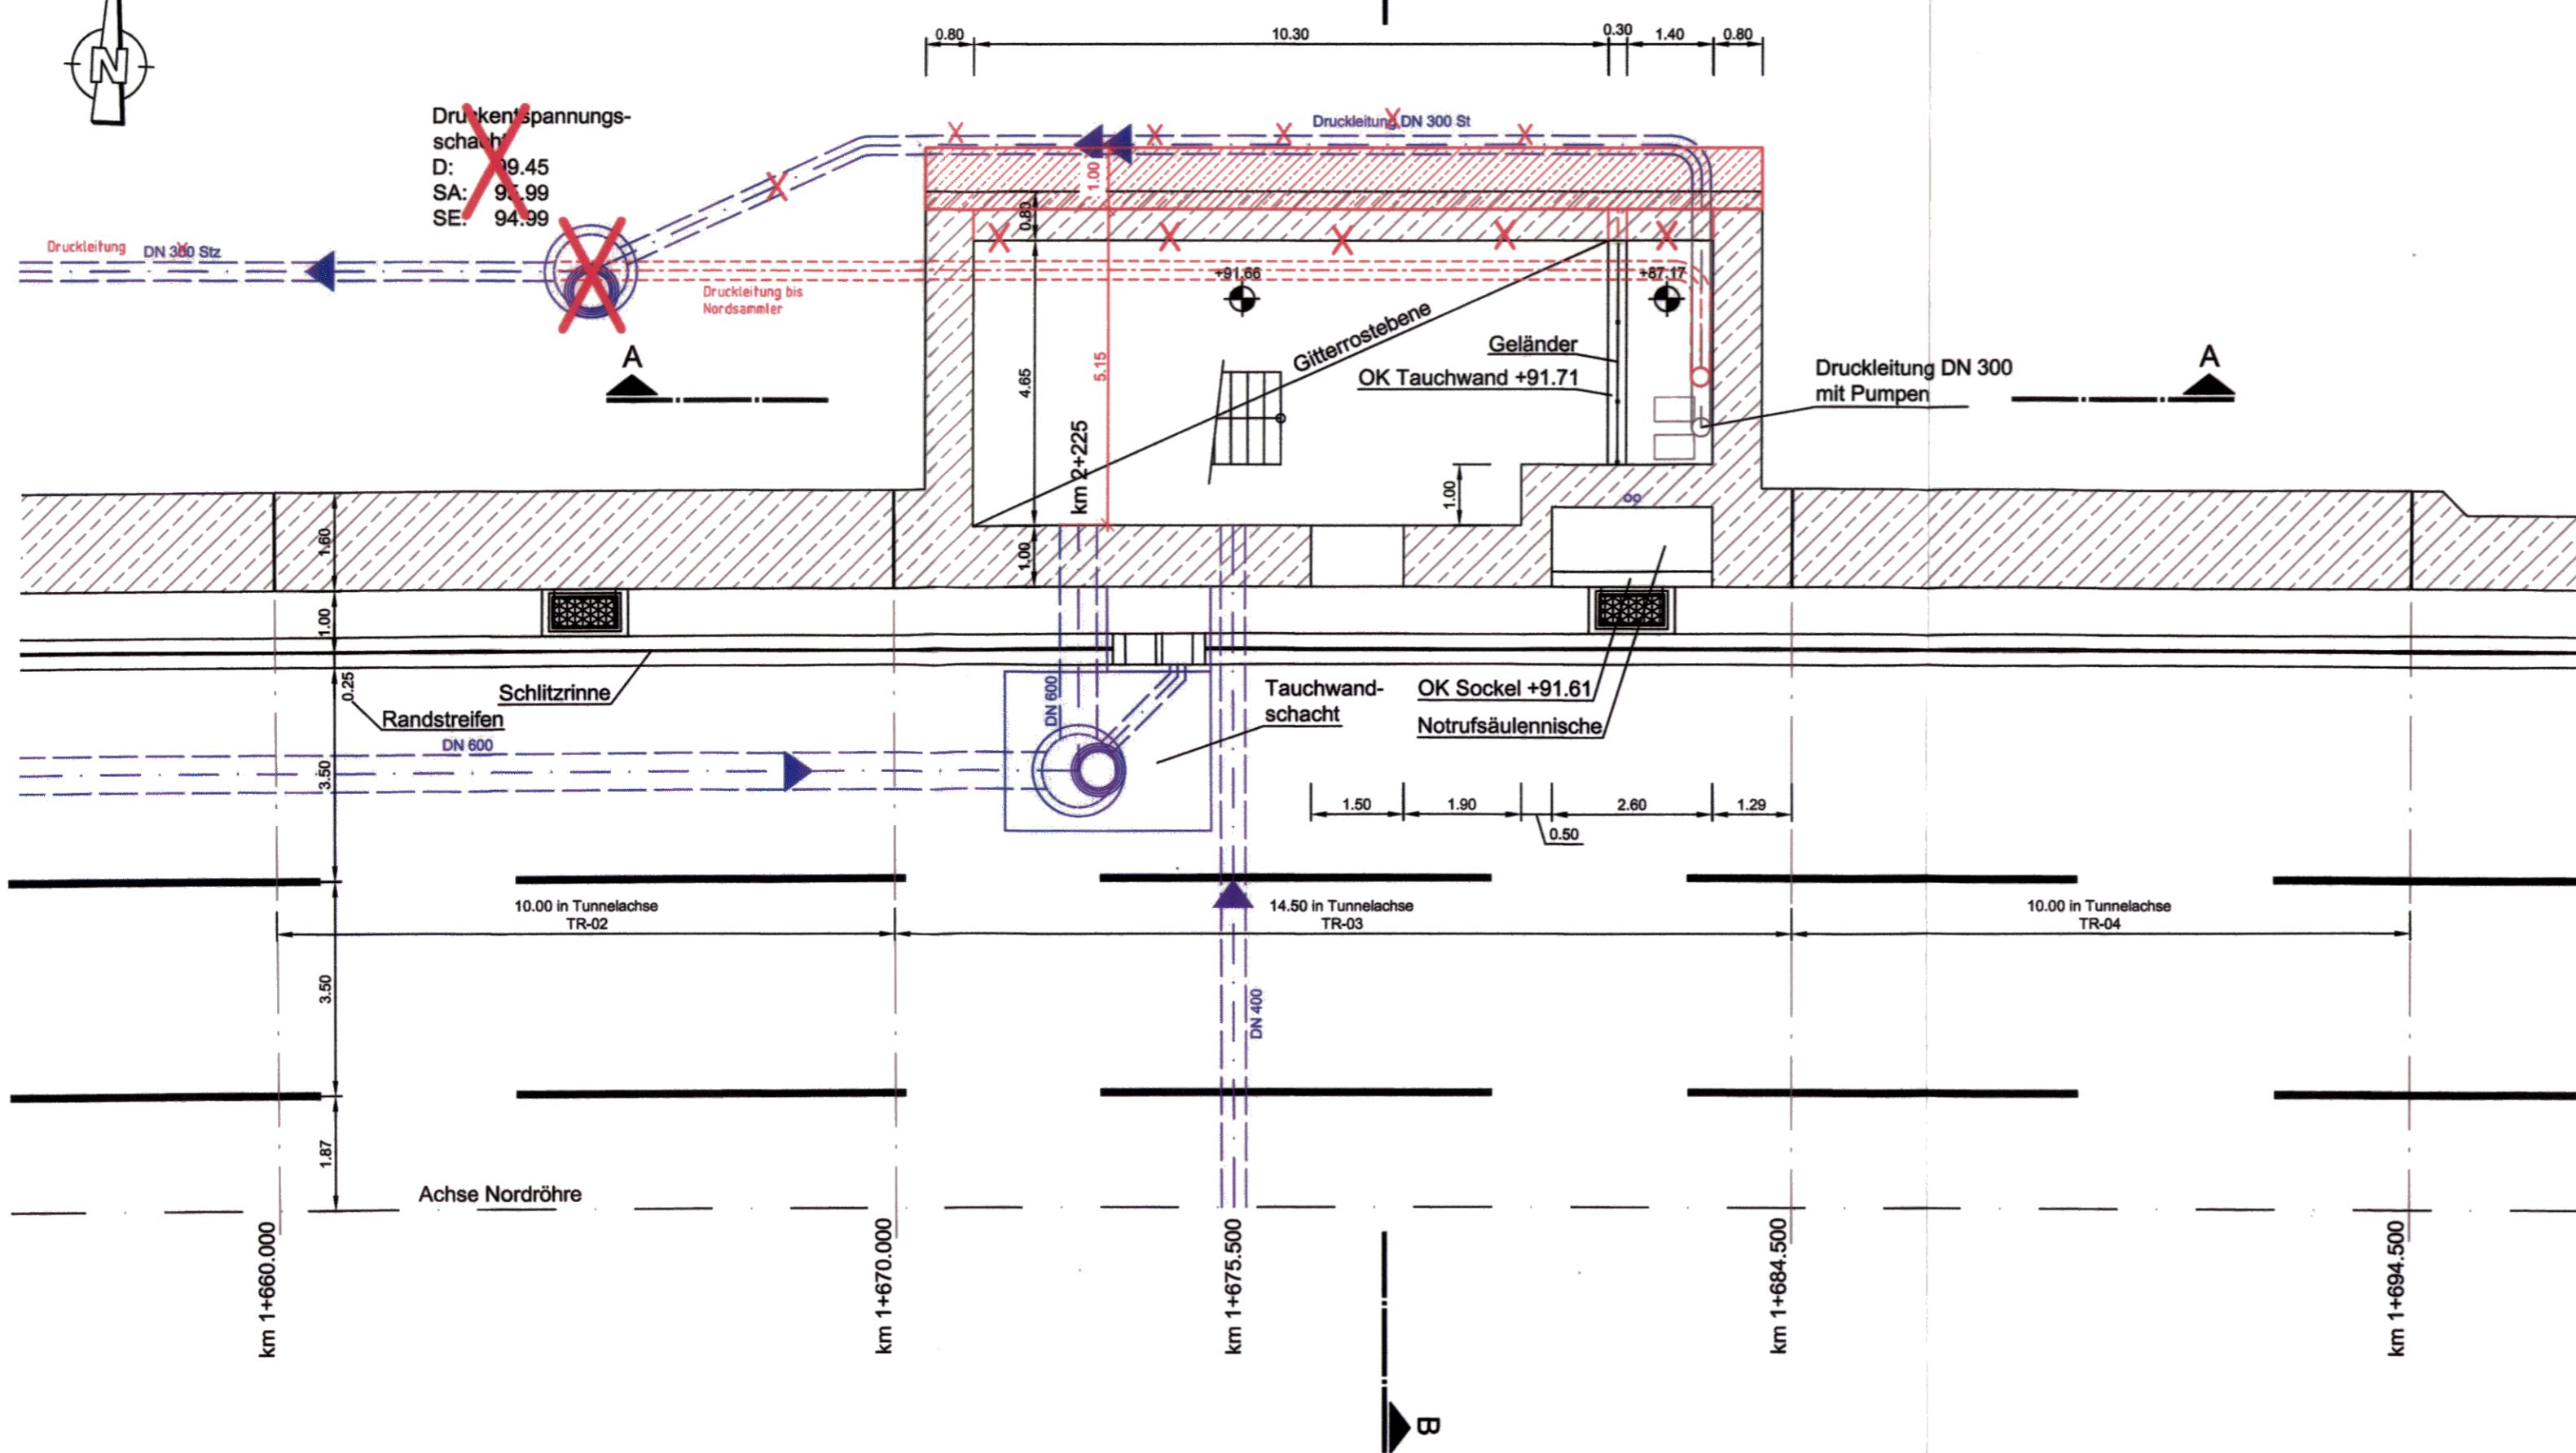 N
0.80
10.30
0.30
1.40
0.80
Druckentspannungs-
schacht
D: 99.45
SA: 95.99
SE: 94.99
Druckleitung DN 300 St
1.00
0.80
Druckleitung
DN 300 Stz
Druckleitung bis
Nordsammler
+91.66
+87.17
Gitterrostebene
Geländer
OK Tauchwand +91.71
A
A
Druckleitung DN 300
mit Pumpen
4.65
5.15
km 2+225
1.00
1.60
1.00
1.00
0.25
Schlitzrinne
Randstreifen
DN 600
DN 600
Tauchwand-
schacht
OK Sockel +91.61
Notrufsäulennische
3.50
1.50
1.90
2.60
1.29
0.50
10.00 in Tunnelachse
TR-02
14.50 in Tunnelachse
TR-03
10.00 in Tunnelachse
TR-04
3.50
DN 400
1.87
Achse Nordröhre
km 1+660.000
km 1+670.000
km 1+675.500
km 1+684.500
km 1+694.500
B